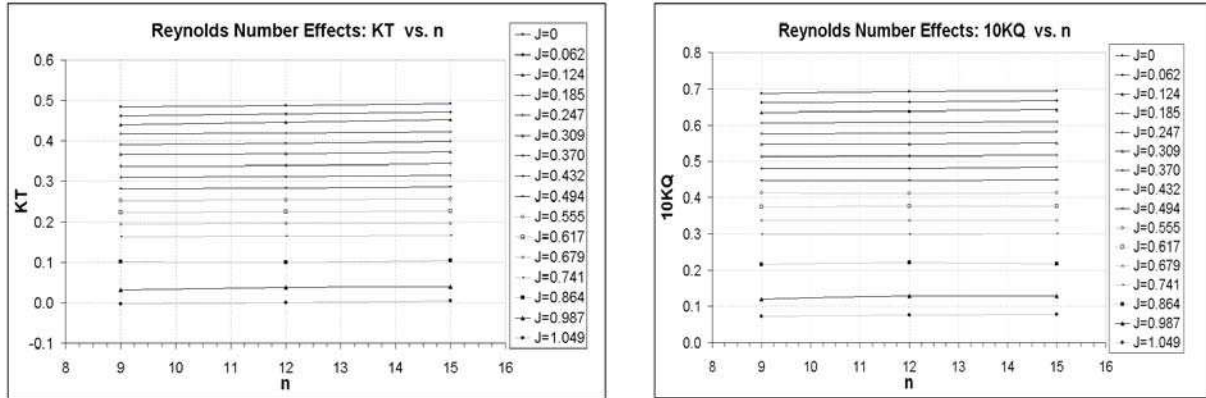 Reynolds Number Effects: KT vs. n
0.6
0.5
0.4
0.3
0.2
0.1
0.0
-0.1
KT
8 9 10 11 12 13 14 15 16
n
J=0
J=0.062
J=0.124
J=0.185
J=0.247
J=0.309
J=0.370
J=0.432
J=0.494
J=0.555
J=0.617
J=0.679
J=0.741
J=0.864
J=0.987
J=1.049
Reynolds Number Effects: 10KQ vs. n
0.8
0.7
0.6
0.5
0.4
0.3
0.2
0.1
0.0
10KQ
8 9 10 11 12 13 14 15 16
n
J=0
J=0.062
J=0.124
J=0.185
J=0.247
J=0.309
J=0.370
J=0.432
J=0.494
J=0.555
J=0.617
J=0.679
J=0.741
J=0.864
J=0.987
J=1.049